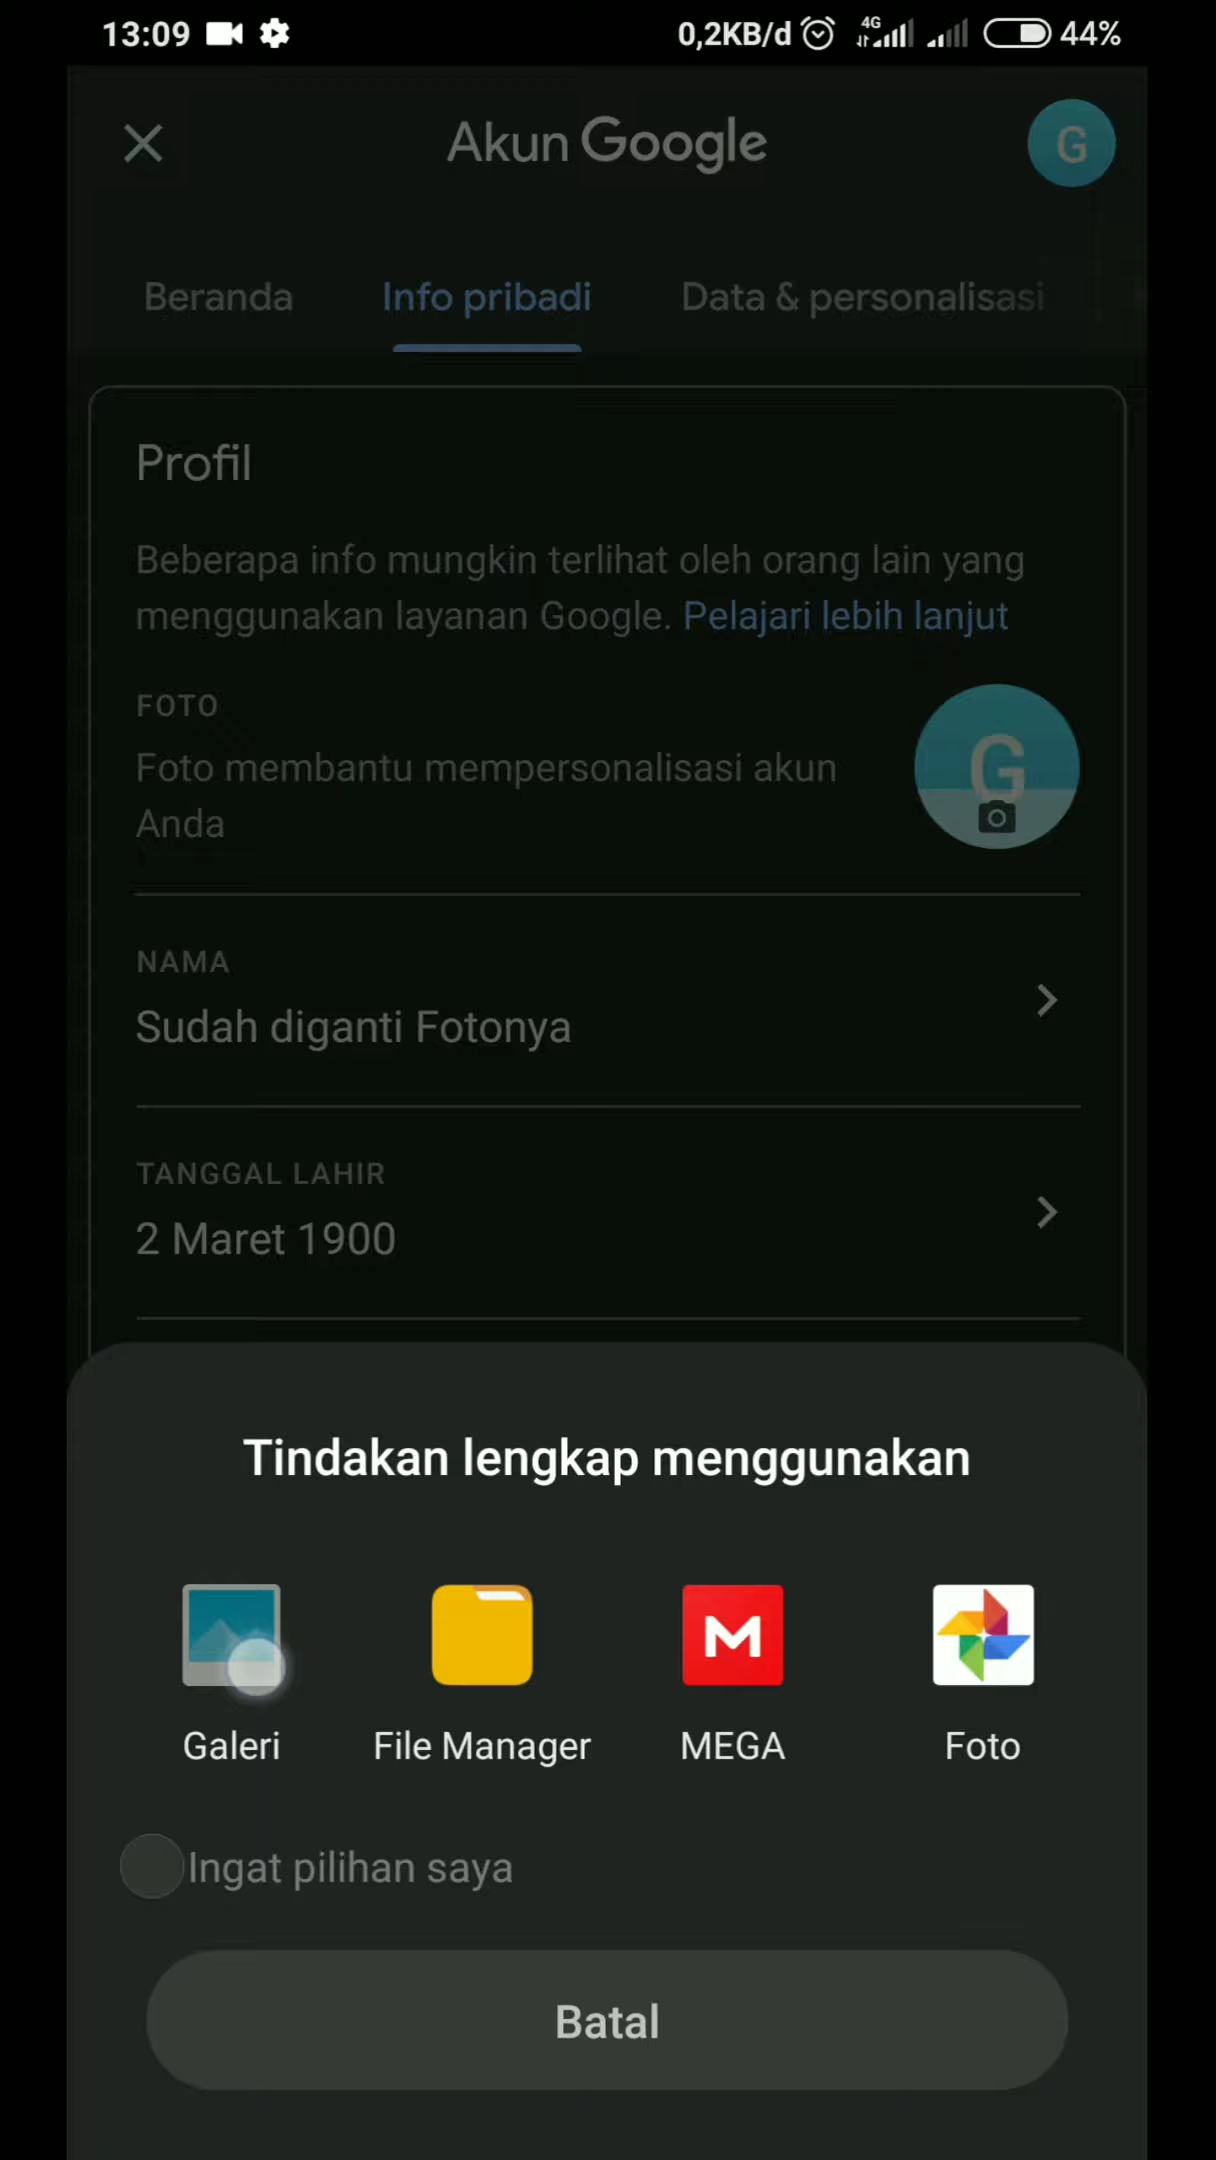 13:09 0,2KB/d 4G 44%
Akun Google G
Beranda Info pribadi Data & personalisasi
Profil
Beberapa info mungkin terlihat oleh orang lain yang
menggunakan layanan Google. Pelajari lebih lanjut
FOTO
Foto membantu mempersonalisasi akun
Anda
G
NAMA
Sudah diganti Fotonya
TANGGAL LAHIR
2 Maret 1900
Tindakan lengkap menggunakan
M
Galeri File Manager MEGA Foto
Ingat pilihan saya
Batal